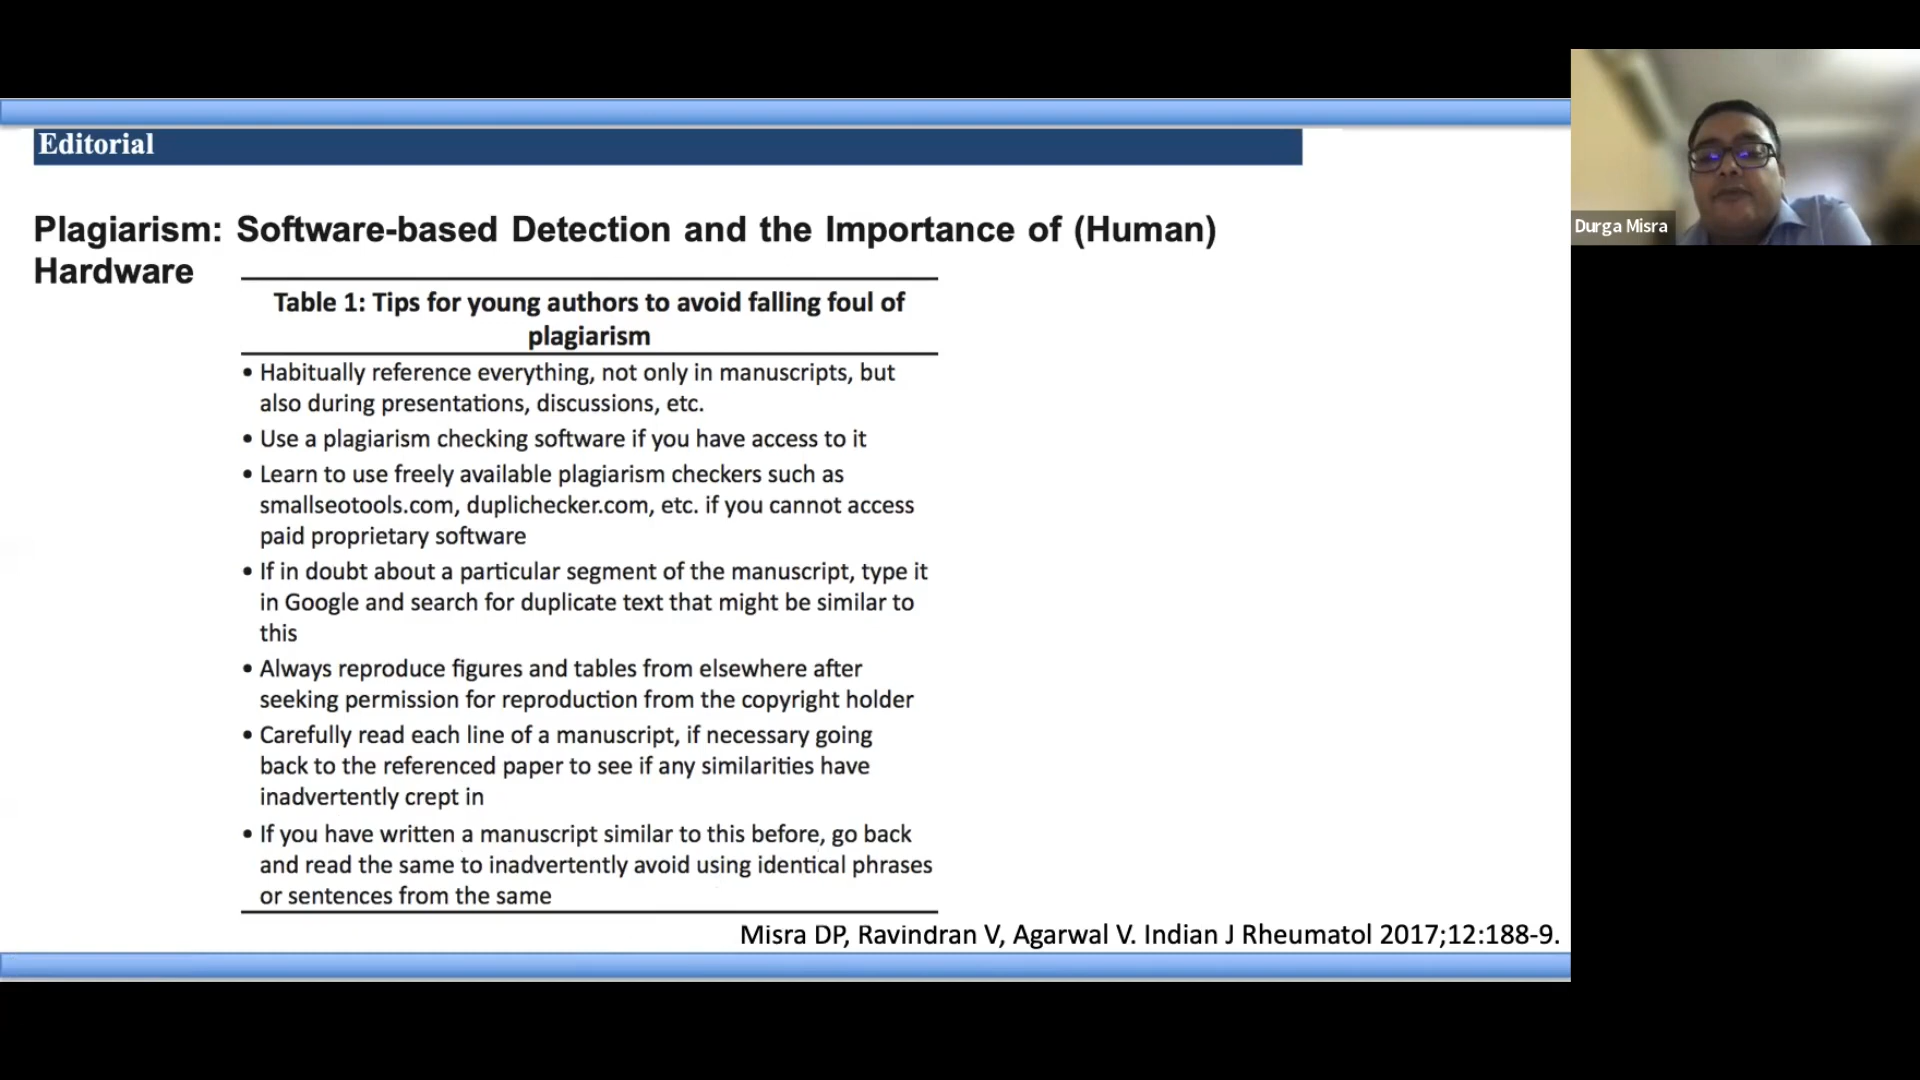 Editorial
Plagiarism: Software-based Detection and the Importance of (Human)
Hardware
Table 1: Tips for young authors to avoid falling foul of
plagiarism
• Habitually reference everything, not only in manuscripts, but
also during presentations, discussions, etc.
• Use a plagiarism checking software if you have access to it
• Learn to use freely available plagiarism checkers such as
smallseotools.com, duplichecker.com, etc. if you cannot access
paid proprietary software
• If in doubt about a particular segment of the manuscript, type it
in Google and search for duplicate text that might be similar to
this
• Always reproduce figures and tables from elsewhere after
seeking permission for reproduction from the copyright holder
• Carefully read each line of a manuscript, if necessary going
back to the referenced paper to see if any similarities have
inadvertently crept in
• If you have written a manuscript similar to this before, go back
and read the same to inadvertently avoid using identical phrases
or sentences from the same
Misra DP, Ravindran V, Agarwal V. Indian J Rheumatol 2017;12:188-9.
Durga Misra